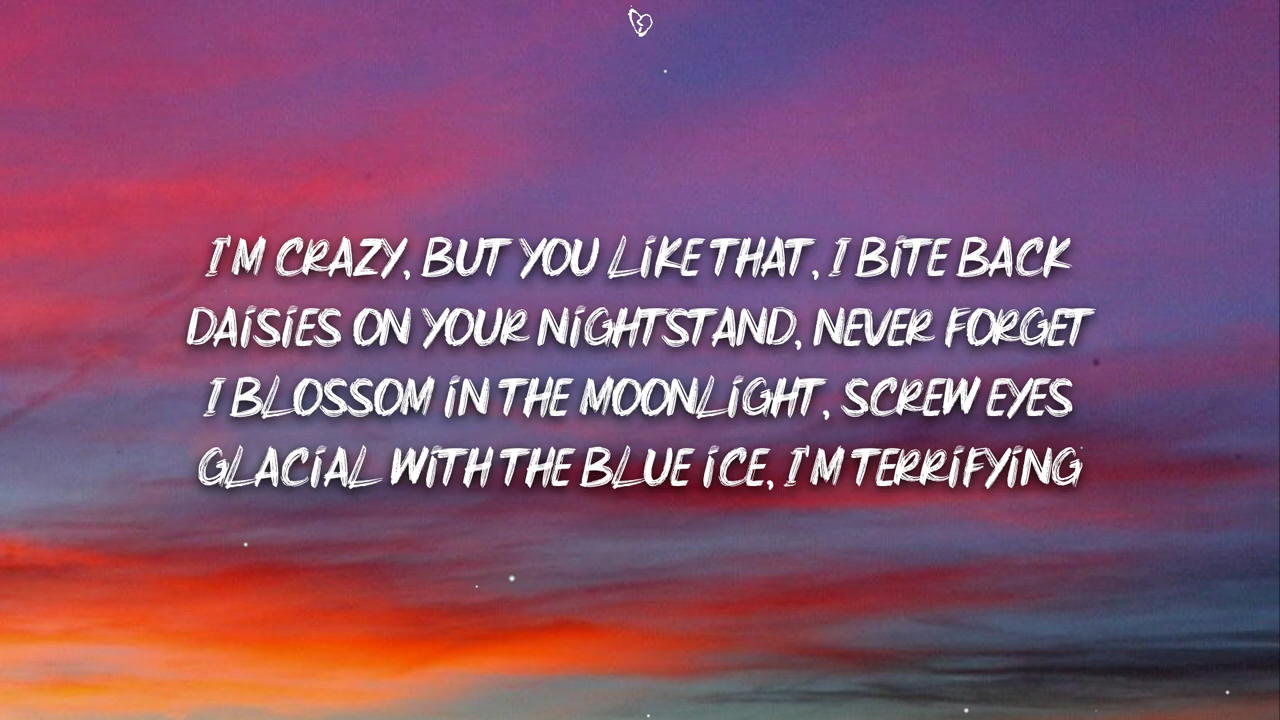 I'M CRAZY, BUT YOU LIKE THAT, I BITE BACK
DAISIES ON YOUR NIGHTSTAND, NEVER FORGET
I BLOSSOM IN THE MOONLIGHT, SCREW EYES
GLACIAL WITH THE BLUE ICE, I'M TERRIFYING